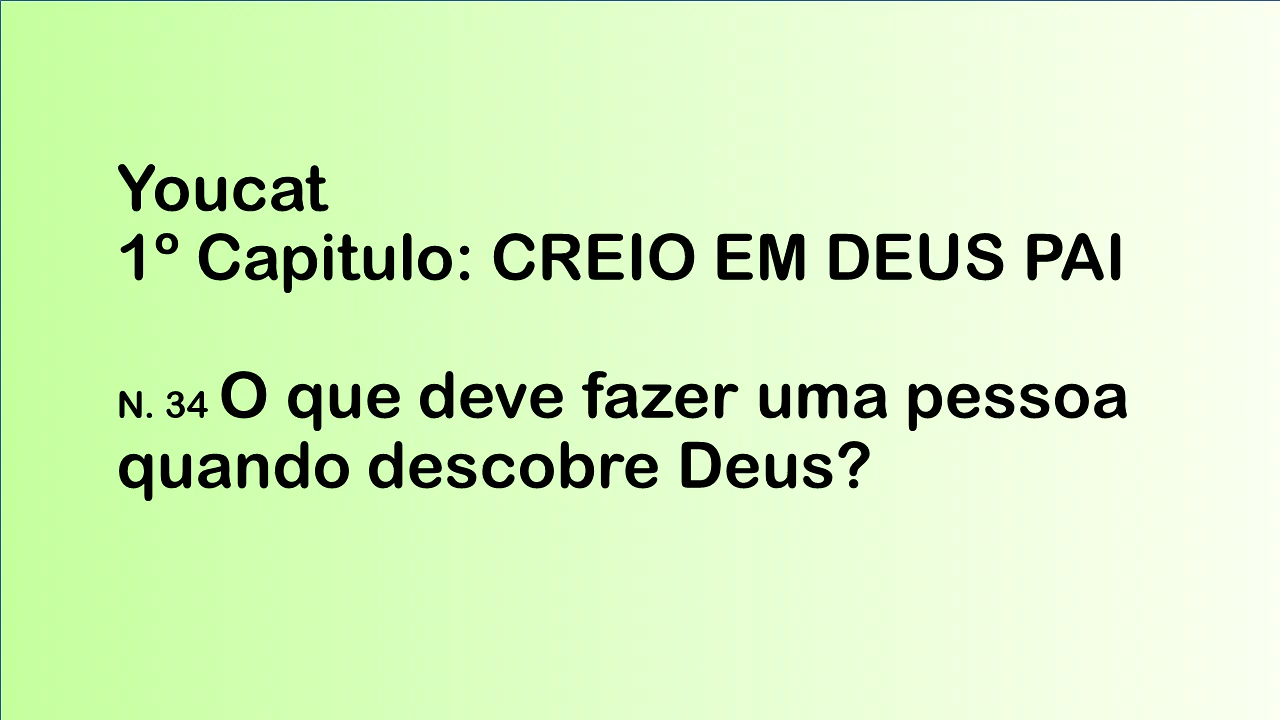 Youcat
1º Capitulo: CREIO EM DEUS PAI
N. 34 O que deve fazer uma pessoa
quando descobre Deus?